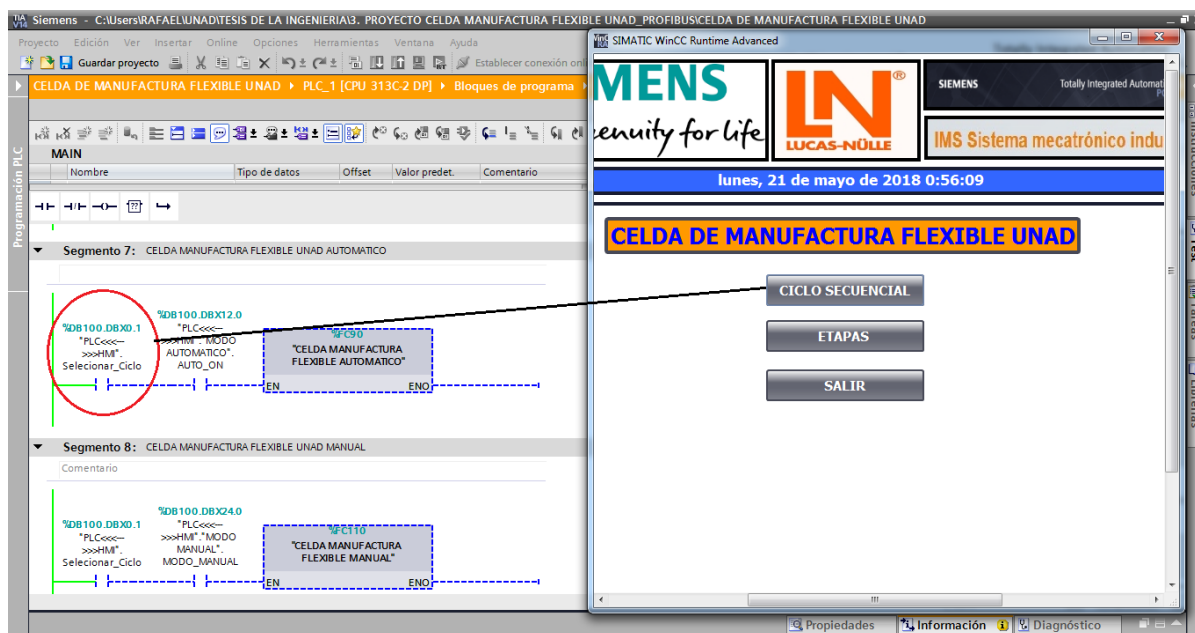 Siemens - C:\Users\RAFAEL\UNAD\TESIS DE LA INGENIERIA\3. PROYECTO CELDA MANUFACTURA FLEXIBLE UNAD_PROFIBUS\CELDA DE MANUFACTURA FLEXIBLE UNAD
Proyecto Edición Ver Insertar Online Opciones Herramientas Ventana Ayuda
Guardar proyecto
Establecer conexión onl
CELDA DE MANUFACTURA FLEXIBLE UNAD PLC_1 [CPU 313C-2 DP] Bloques de programa
Programación PLC
MAIN
Nombre Tipo de datos Offset Valor predet. Comentario
Segmento 7: CELDA MANUFACTURA FLEXIBLE UNAD AUTOMATICO
%DB100.DBX0.1
"PLC<<<—
>>>HMI".
Selecionar_Ciclo
%DB100.DBX12.0
"PLC<<<—
>>>HMI"."MODO
AUTOMATICO".
AUTO_ON
%FC90
"CELDA MANUFACTURA
FLEXIBLE AUTOMATICO"
EN ENO
Segmento 8: CELDA MANUFACTURA FLEXIBLE UNAD MANUAL
Comentario
%DB100.DBX0.1
"PLC<<<—
>>>HMI".
Selecionar_Ciclo
%DB100.DBX24.0
"PLC<<<—
>>>HMI"."MODO
MANUAL".
MODO_MANUAL
%FC110
"CELDA MANUFACTURA
FLEXIBLE MANUAL"
EN ENO
SIMATIC WinCC Runtime Advanced
MENS
enuity for life
LN®
LUCAS-NÜLLE
SIEMENS Totally Integrated Automati
IMS Sistema mecatrónico indu
lunes, 21 de mayo de 2018 0:56:09
CELDA DE MANUFACTURA FLEXIBLE UNAD
CICLO SECUENCIAL
ETAPAS
SALIR
Propiedades Información Diagnóstico